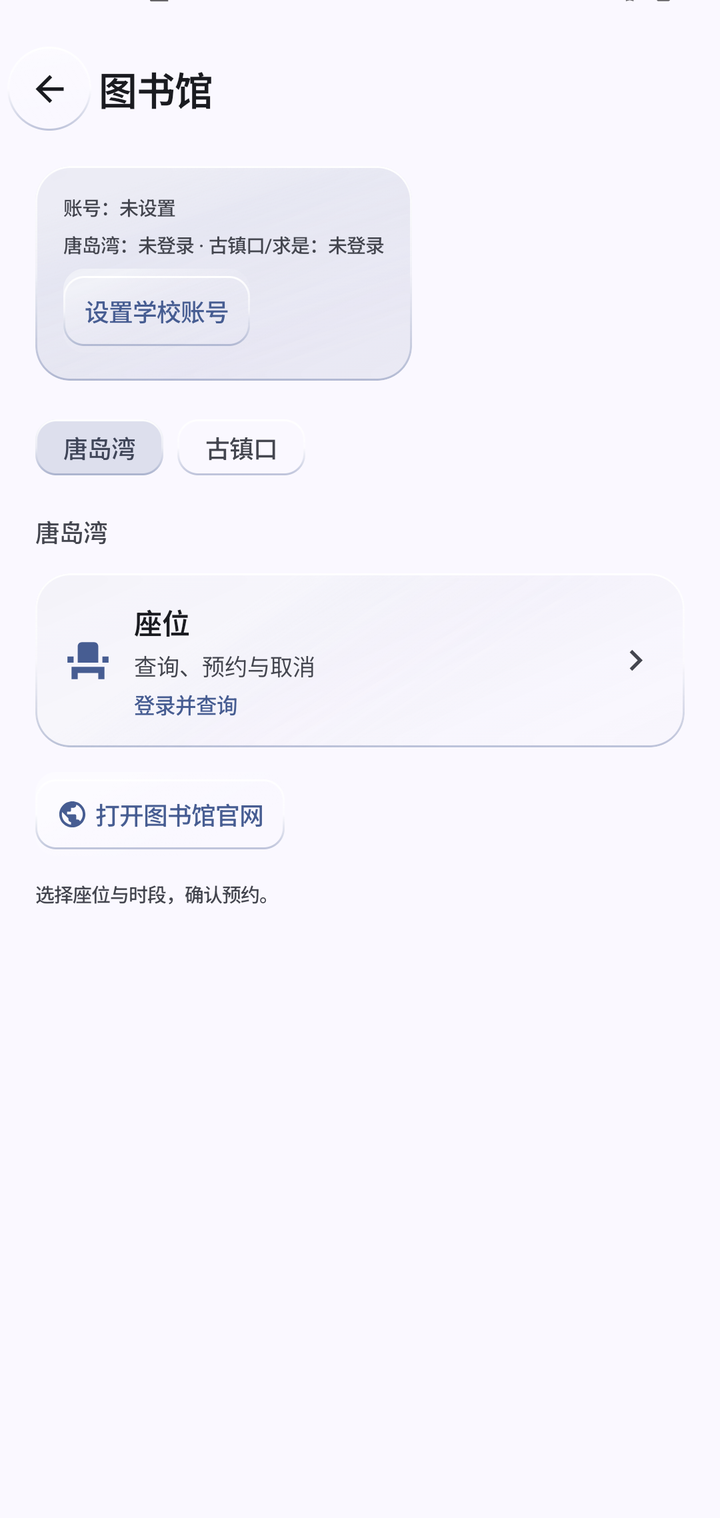 图书馆
账号：未设置
唐岛湾：未登录 · 古镇口/求是：未登录
设置学校账号
唐岛湾
古镇口
唐岛湾
座位
查询、预约与取消
登录并查询
打开图书馆官网
选择座位与时段，确认预约。